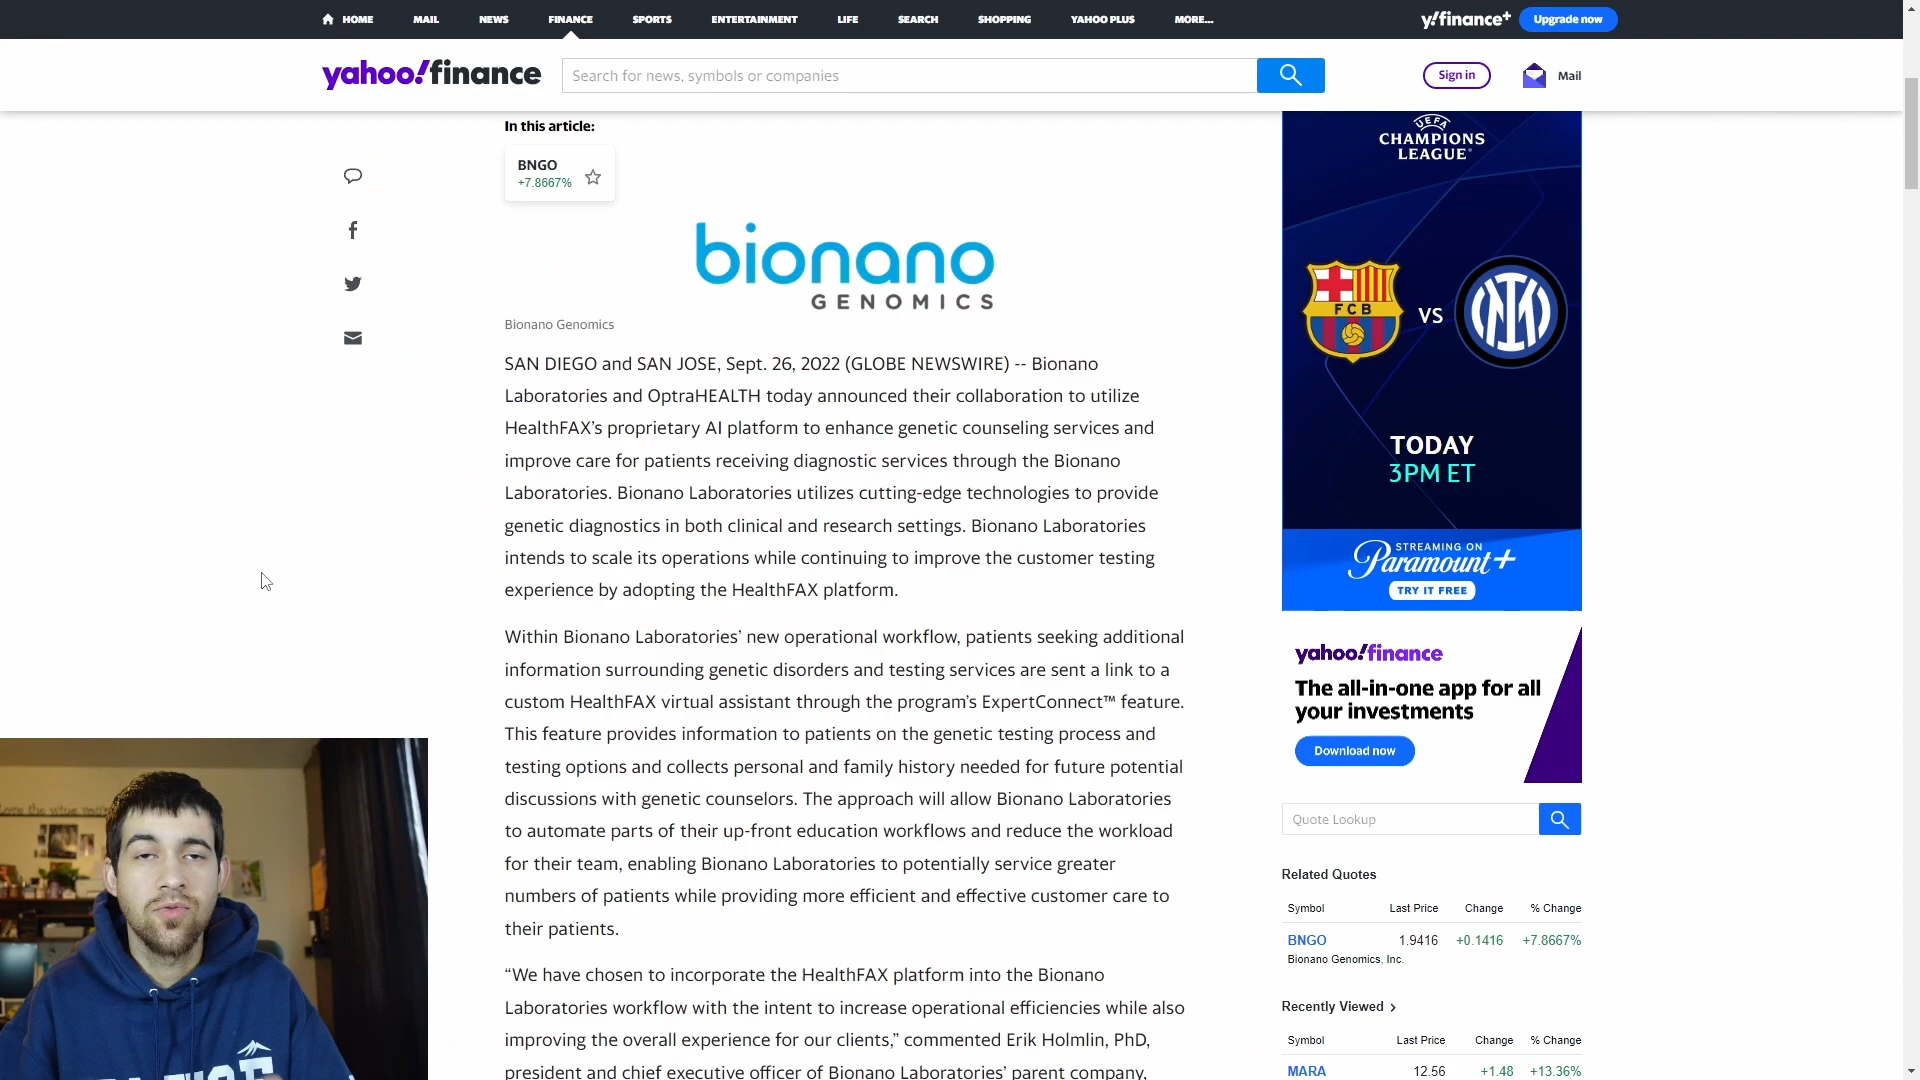 HOME MAIL NEWS FINANCE SPORTS ENTERTAINMENT LIFE SEARCH SHOPPING YAHOO PLUS MORE... y!finance+ Upgrade now
yahoo!finance Search for news, symbols or companies Sign in Mail
In this article:
BNGO
+7.8667%
bionano
GENOMICS
Bionano Genomics
SAN DIEGO and SAN JOSE, Sept. 26, 2022 (GLOBE NEWSWIRE) -- Bionano
Laboratories and OptraHEALTH today announced their collaboration to utilize
HealthFAX’s proprietary AI platform to enhance genetic counseling services and
improve care for patients receiving diagnostic services through the Bionano
Laboratories. Bionano Laboratories utilizes cutting-edge technologies to provide
genetic diagnostics in both clinical and research settings. Bionano Laboratories
intends to scale its operations while continuing to improve the customer testing
experience by adopting the HealthFAX platform.
Within Bionano Laboratories’ new operational workflow, patients seeking additional
information surrounding genetic disorders and testing services are sent a link to a
custom HealthFAX virtual assistant through the program’s ExpertConnect™ feature.
This feature provides information to patients on the genetic testing process and
testing options and collects personal and family history needed for future potential
discussions with genetic counselors. The approach will allow Bionano Laboratories
to automate parts of their up-front education workflows and reduce the workload
for their team, enabling Bionano Laboratories to potentially service greater
numbers of patients while providing more efficient and effective customer care to
their patients.
“We have chosen to incorporate the HealthFAX platform into the Bionano
Laboratories workflow with the intent to increase operational efficiencies while also
improving the overall experience for our clients,” commented Erik Holmlin, PhD,
president and chief executive officer of Bionano Laboratories’ parent company,
UEFA
CHAMPIONS
LEAGUE
FCB
VS
TODAY
3PM ET
STREAMING ON
Paramount+
TRY IT FREE
yahoo!finance
The all-in-one app for all
your investments
Download now
Quote Lookup
Related Quotes
Symbol Last Price Change % Change
BNGO 1.9416 +0.1416 +7.8667%
Bionano Genomics, Inc.
Recently Viewed
Symbol Last Price Change % Change
MARA 12.56 +1.48 +13.36%